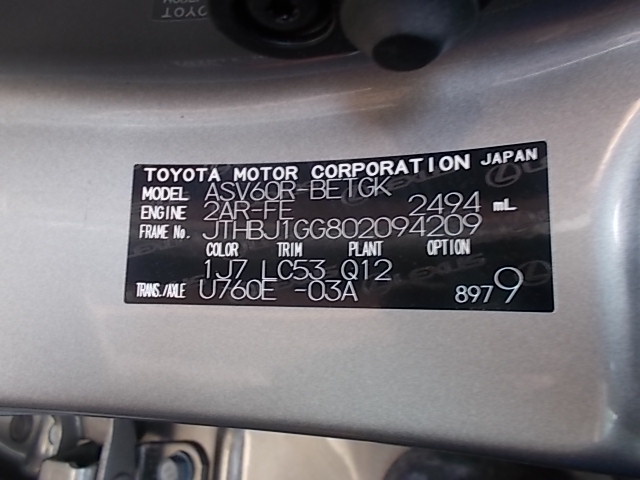 TOYOTA MOTOR CORPORATION JAPAN
MODEL ASV60R-BETGK
ENGINE 2AR-FE 2494 mL
FRAME No. JTHBJ1GG802094209
COLOR TRIM PLANT OPTION
1J7 LC53 Q12
TRANS./AXLE U760E -03A
8979